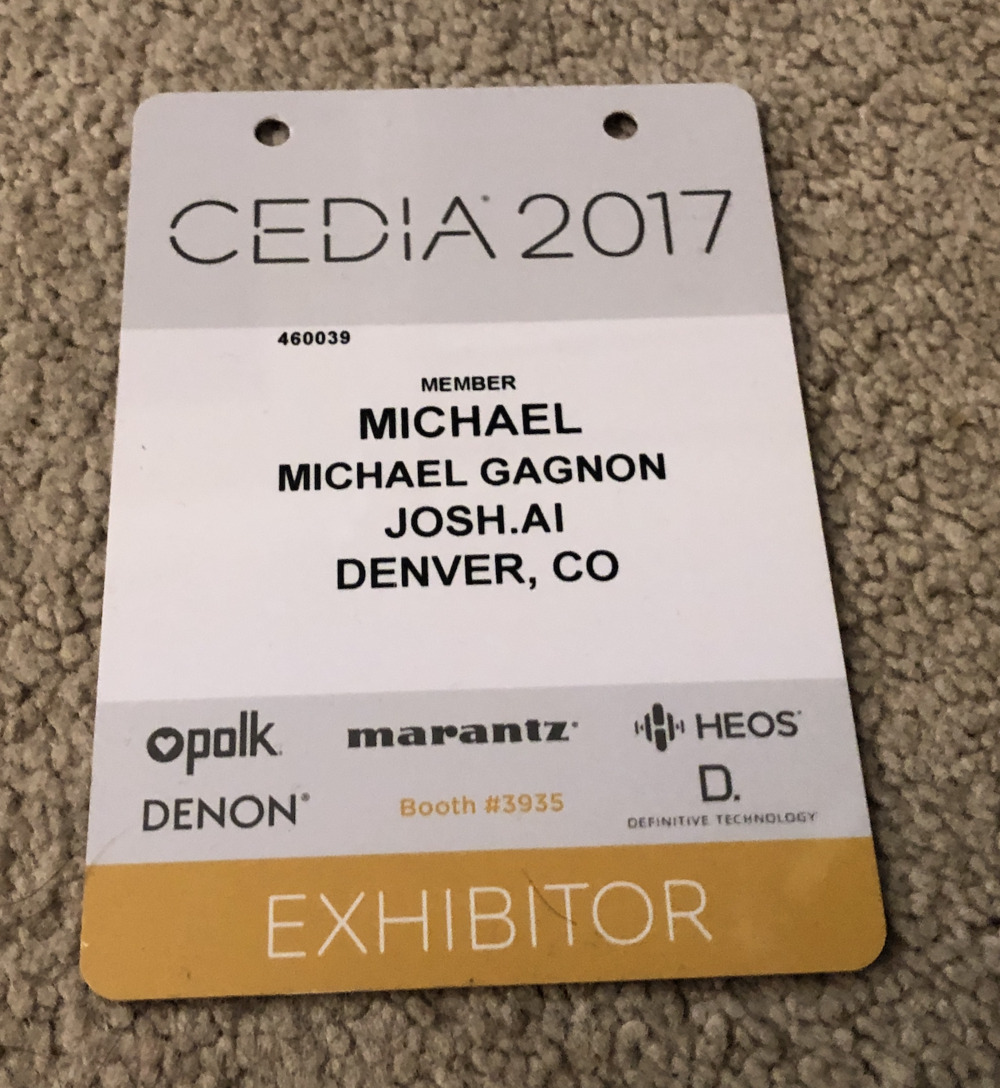 CEDIA® 2017
460039
MEMBER
MICHAEL
MICHAEL GAGNON
JOSH.AI
DENVER, CO
polk marantz® HEOS®
DENON® Booth #3935 D.
DEFINITIVE TECHNOLOGY
EXHIBITOR